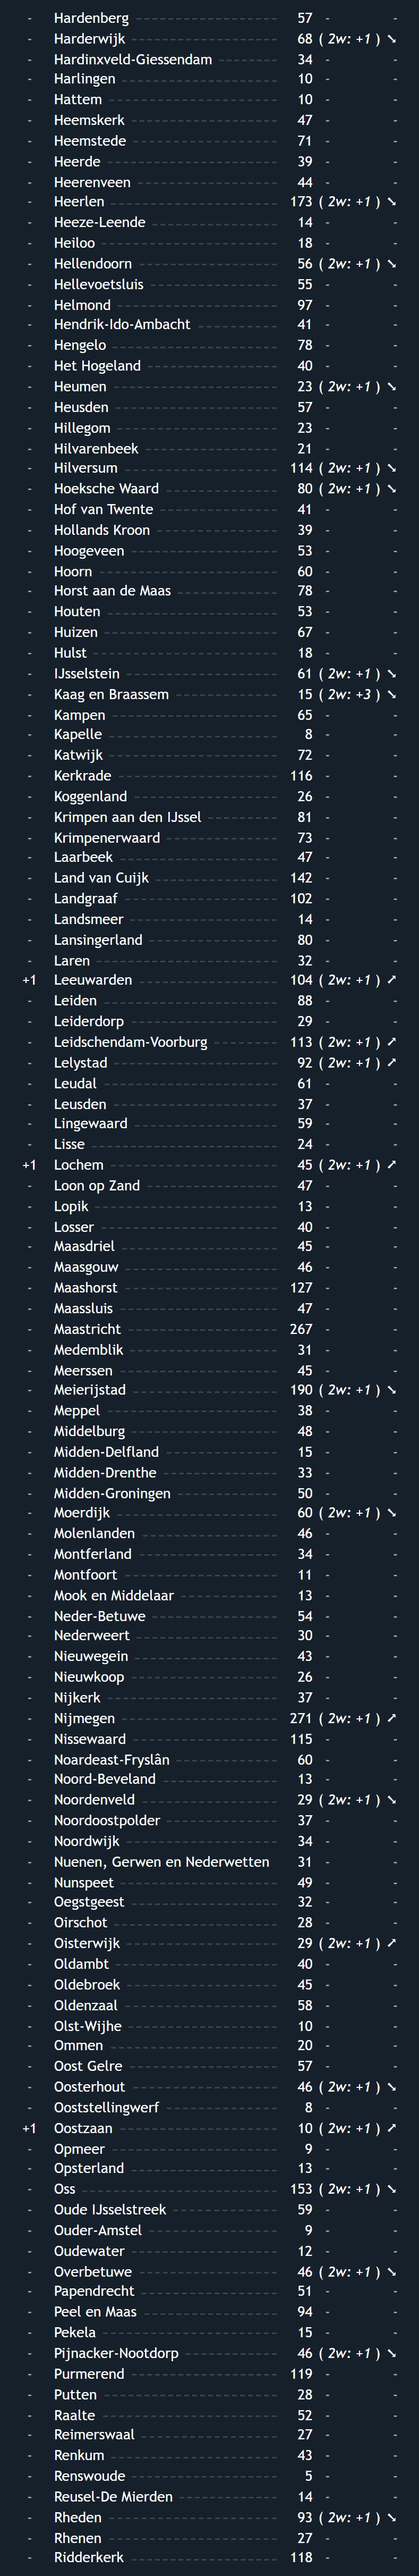 - Hardenberg 57 - -
- Harderwijk 68 ( 2w: +1 ) ↘
- Hardinxveld-Giessendam 34 - -
- Harlingen 10 - -
- Hattem 10 - -
- Heemskerk 47 - -
- Heemstede 71 - -
- Heerde 39 - -
- Heerenveen 44 - -
- Heerlen 173 ( 2w: +1 ) ↘
- Heeze-Leende 14 - -
- Heiloo 18 - -
- Hellendoorn 56 ( 2w: +1 ) ↘
- Hellevoetsluis 55 - -
- Helmond 97 - -
- Hendrik-Ido-Ambacht 41 - -
- Hengelo 78 - -
- Het Hogeland 40 - -
- Heumen 23 ( 2w: +1 ) ↘
- Heusden 57 - -
- Hillegom 23 - -
- Hilvarenbeek 21 - -
- Hilversum 114 ( 2w: +1 ) ↘
- Hoeksche Waard 80 ( 2w: +1 ) ↘
- Hof van Twente 41 - -
- Hollands Kroon 39 - -
- Hoogeveen 53 - -
- Hoorn 60 - -
- Horst aan de Maas 78 - -
- Houten 53 - -
- Huizen 67 - -
- Hulst 18 - -
- IJsselstein 61 ( 2w: +1 ) ↘
- Kaag en Braassem 15 ( 2w: +3 ) ↘
- Kampen 65 - -
- Kapelle 8 - -
- Katwijk 72 - -
- Kerkrade 116 - -
- Koggenland 26 - -
- Krimpen aan den IJssel 81 - -
- Krimpenerwaard 73 - -
- Laarbeek 47 - -
- Land van Cuijk 142 - -
- Landgraaf 102 - -
- Landsmeer 14 - -
- Lansingerland 80 - -
- Laren 32 - -
+1 Leeuwarden 104 ( 2w: +1 ) ↗
- Leiden 88 - -
- Leiderdorp 29 - -
- Leidschendam-Voorburg 113 ( 2w: +1 ) ↗
- Lelystad 92 ( 2w: +1 ) ↗
- Leudal 61 - -
- Leusden 37 - -
- Lingewaard 59 - -
- Lisse 24 - -
+1 Lochem 45 ( 2w: +1 ) ↗
- Loon op Zand 47 - -
- Lopik 13 - -
- Losser 40 - -
- Maasdriel 45 - -
- Maasgouw 46 - -
- Maashorst 127 - -
- Maassluis 47 - -
- Maastricht 267 - -
- Medemblik 31 - -
- Meerssen 45 - -
- Meierijstad 190 ( 2w: +1 ) ↘
- Meppel 38 - -
- Middelburg 48 - -
- Midden-Delfland 15 - -
- Midden-Drenthe 33 - -
- Midden-Groningen 50 - -
- Moerdijk 60 ( 2w: +1 ) ↘
- Molenlanden 46 - -
- Montferland 34 - -
- Montfoort 11 - -
- Mook en Middelaar 13 - -
- Neder-Betuwe 54 - -
- Nederweert 30 - -
- Nieuwegein 43 - -
- Nieuwkoop 26 - -
- Nijkerk 37 - -
- Nijmegen 271 ( 2w: +1 ) ↗
- Nissewaard 115 - -
- Noardeast-Fryslân 60 - -
- Noord-Beveland 13 - -
- Noordenveld 29 ( 2w: +1 ) ↘
- Noordoostpolder 37 - -
- Noordwijk 34 - -
- Nuenen, Gerwen en Nederwetten 31 - -
- Nunspeet 49 - -
- Oegstgeest 32 - -
- Oirschot 28 - -
- Oisterwijk 29 ( 2w: +1 ) ↗
- Oldambt 40 - -
- Oldebroek 45 - -
- Oldenzaal 58 - -
- Olst-Wijhe 10 - -
- Ommen 20 - -
- Oost Gelre 57 - -
- Oosterhout 46 ( 2w: +1 ) ↘
- Ooststellingwerf 8 - -
+1 Oostzaan 10 ( 2w: +1 ) ↗
- Opmeer 9 - -
- Opsterland 13 - -
- Oss 153 ( 2w: +1 ) ↘
- Oude IJsselstreek 59 - -
- Ouder-Amstel 9 - -
- Oudewater 12 - -
- Overbetuwe 46 ( 2w: +1 ) ↘
- Papendrecht 51 - -
- Peel en Maas 94 - -
- Pekela 15 - -
- Pijnacker-Nootdorp 46 ( 2w: +1 ) ↘
- Purmerend 119 - -
- Putten 28 - -
- Raalte 52 - -
- Reimerswaal 27 - -
- Renkum 43 - -
- Renswoude 5 - -
- Reusel-De Mierden 14 - -
- Rheden 93 ( 2w: +1 ) ↘
- Rhenen 27 - -
- Ridderkerk 118 - -